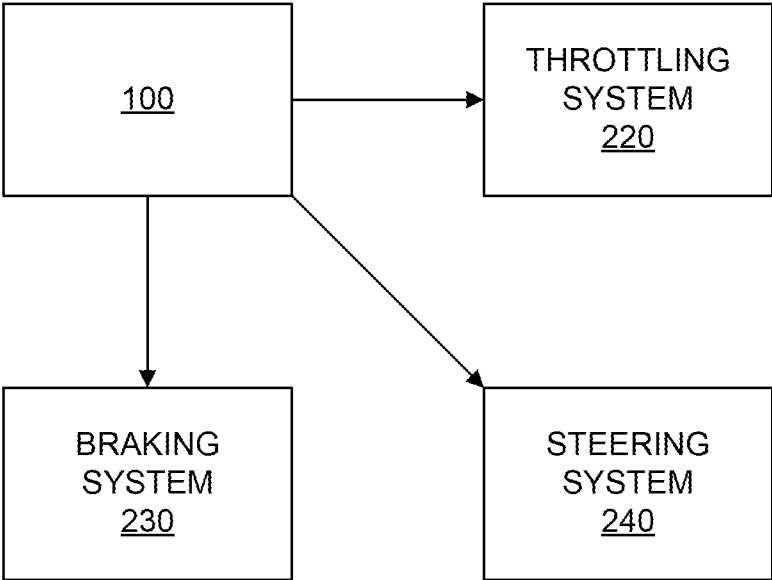 100
THROTTLING
SYSTEM
220
BRAKING
SYSTEM
230
STEERING
SYSTEM
240